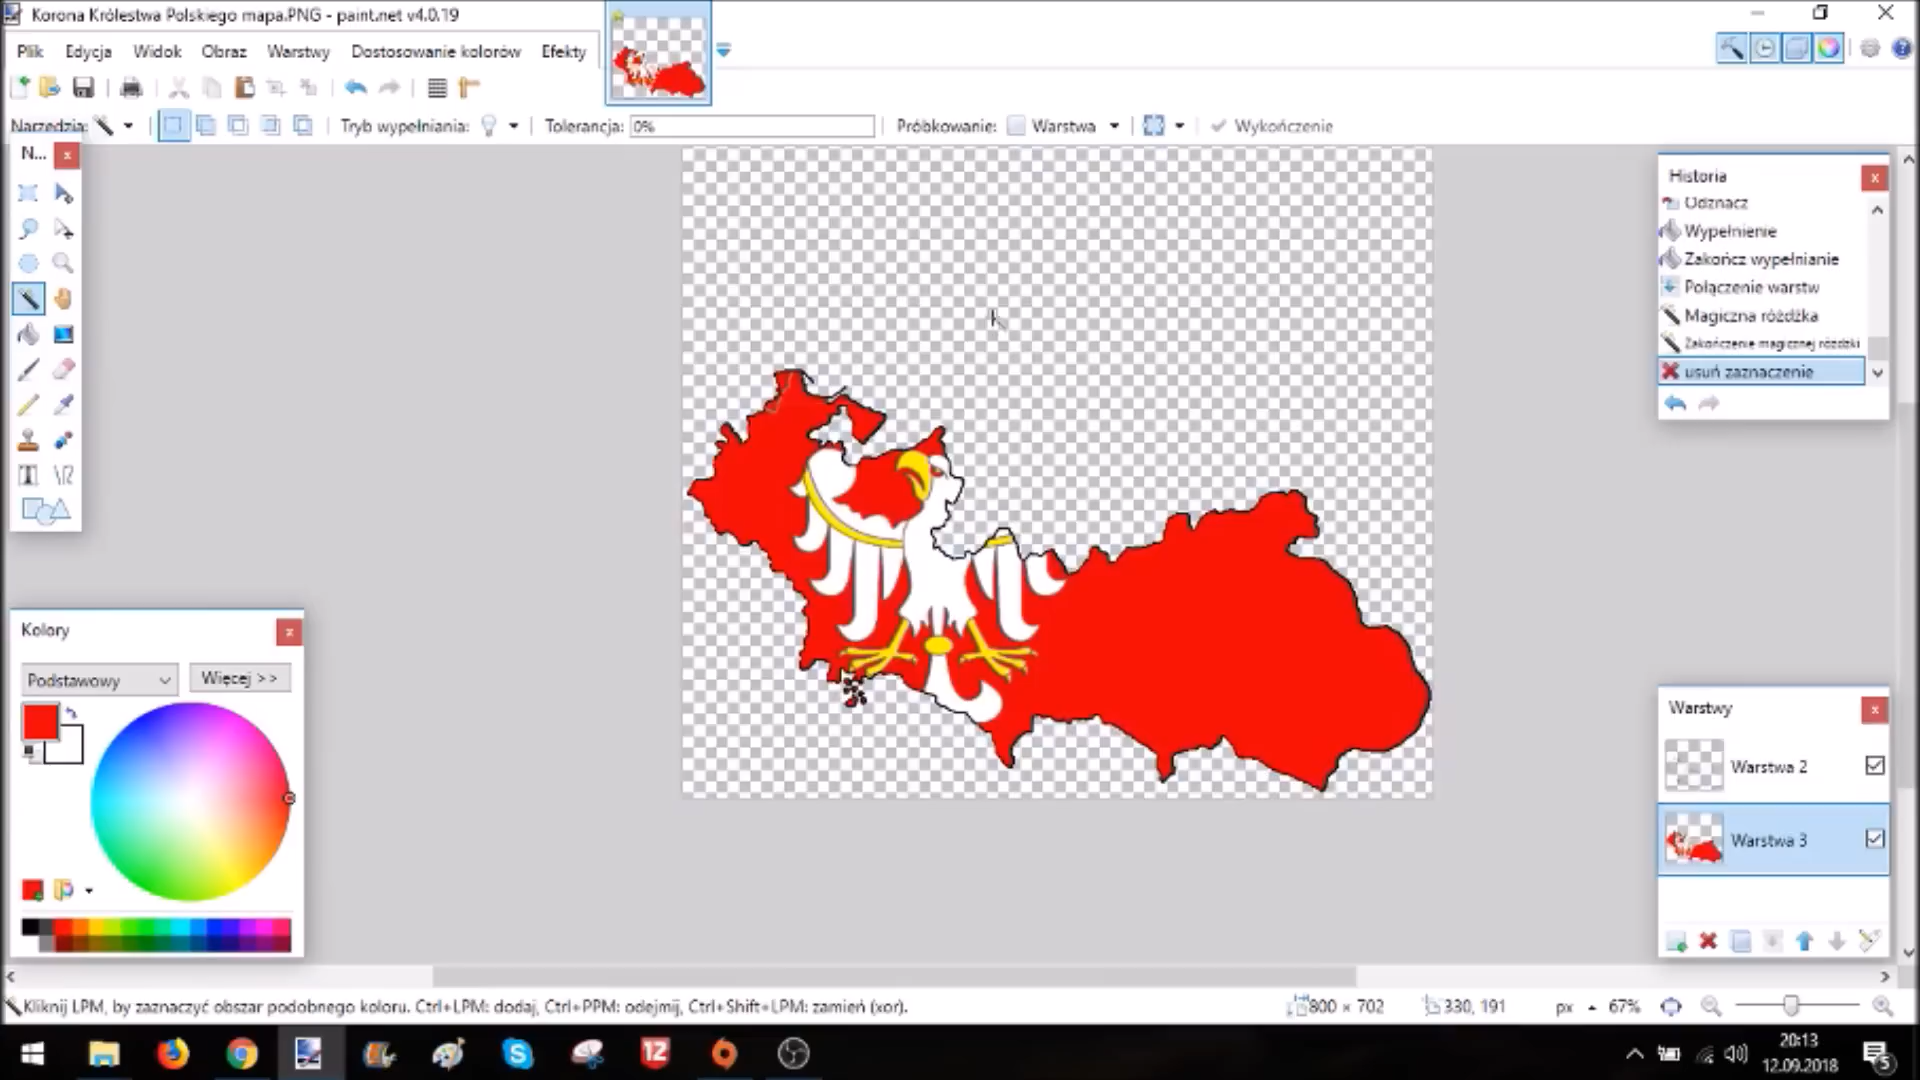 Korona Królestwa Polskiego mapa.PNG - paint.net v4.0.19
Plik Edycja Widok Obraz Warstwy Dostosowanie kolorów Efekty
Narzędzia: Tryb wypełniania: Tolerancja: 0% Próbkowanie: Warstwa Wykończenie
N...
Historia
Odznacz
Wypełnienie
Zakończ wypełnianie
Połączenie warstw
Magiczna różdżka
Zakończenie magicznej różdżki
usuń zaznaczenie
Kolory
Podstawowy Więcej >>
Warstwy
Warstwa 2
Warstwa 3
Kliknij LPM, by zaznaczyć obszar podobnego koloru. Ctrl+LPM: dodaj, Ctrl+PPM: odejmij, Ctrl+Shift+LPM: zamień (xor).
800 × 702 330, 191 px 67%
12
20:13
12.09.2018
5